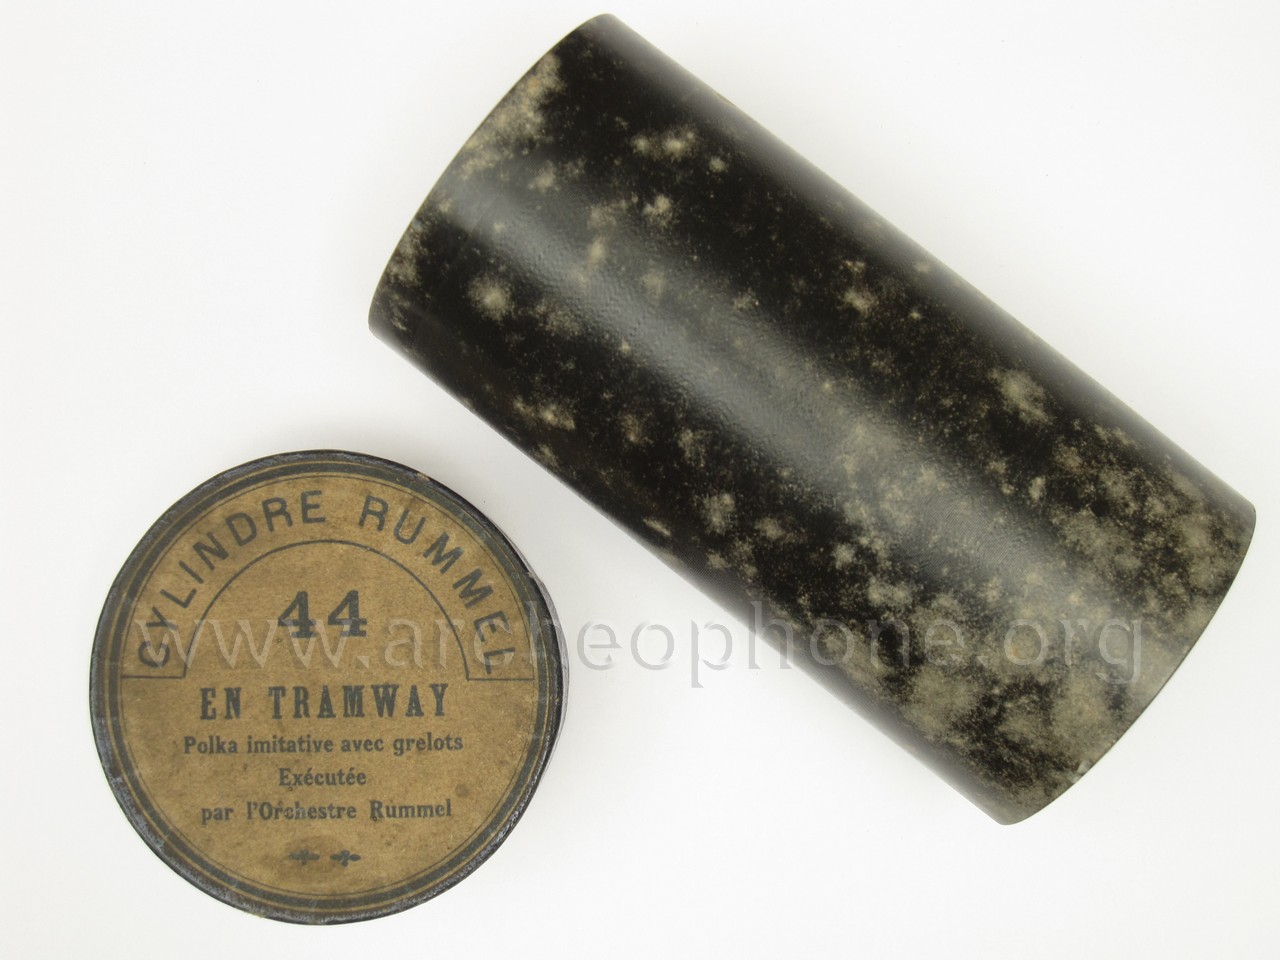 CYLINDRE RUMMEL
44
EN TRAMWAY
Polka imitative avec grelots
Exécutée
par l'Orchestre Rummel
www.archeophone.org